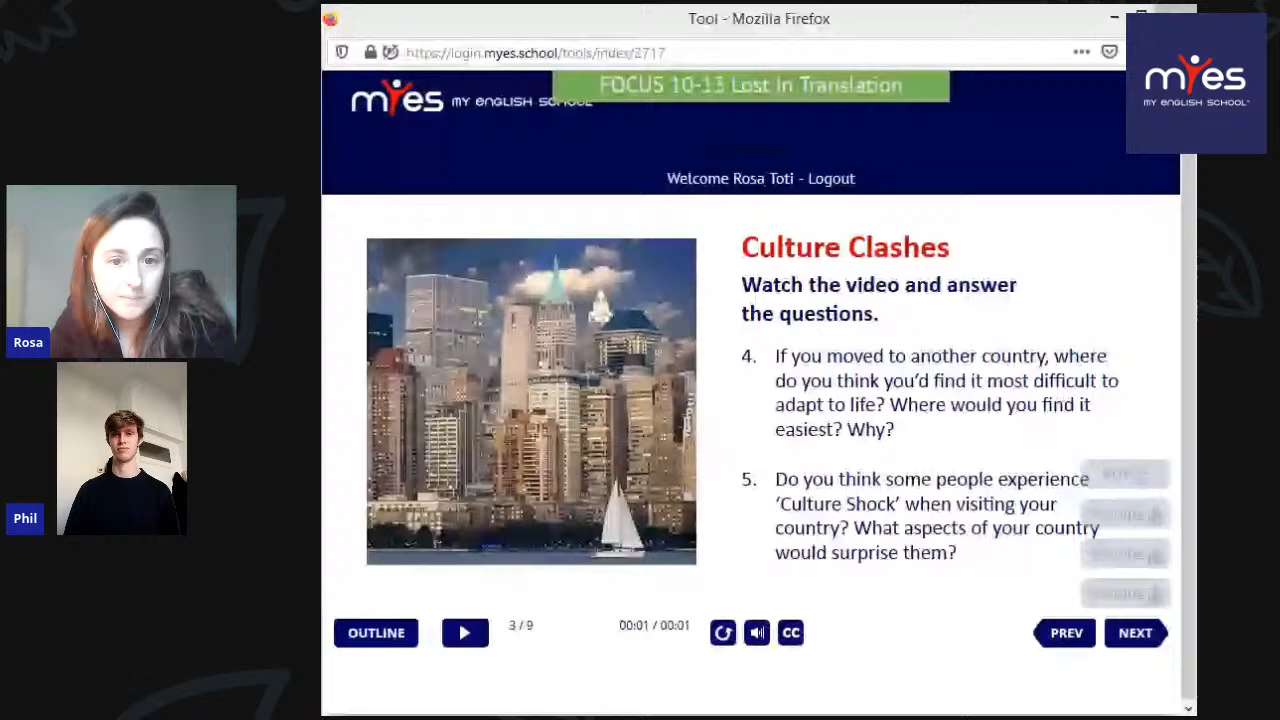 Tool - Mozilla Firefox
https://login.myes.school/tools/index/2717
FOCUS 10-13 Lost In Translation
myes MY ENGLISH SCHOOL
myes
MY ENGLISH SCHOOL
Welcome Rosa Toti - Logout
Culture Clashes
Watch the video and answer
the questions.
4. If you moved to another country, where
do you think you'd find it most difficult to
adapt to life? Where would you find it
easiest? Why?
5. Do you think some people experience
'Culture Shock' when visiting your
country? What aspects of your country
would surprise them?
Rosa
Phil
OUTLINE
3 / 9
00:01 / 00:01
CC
PREV
NEXT